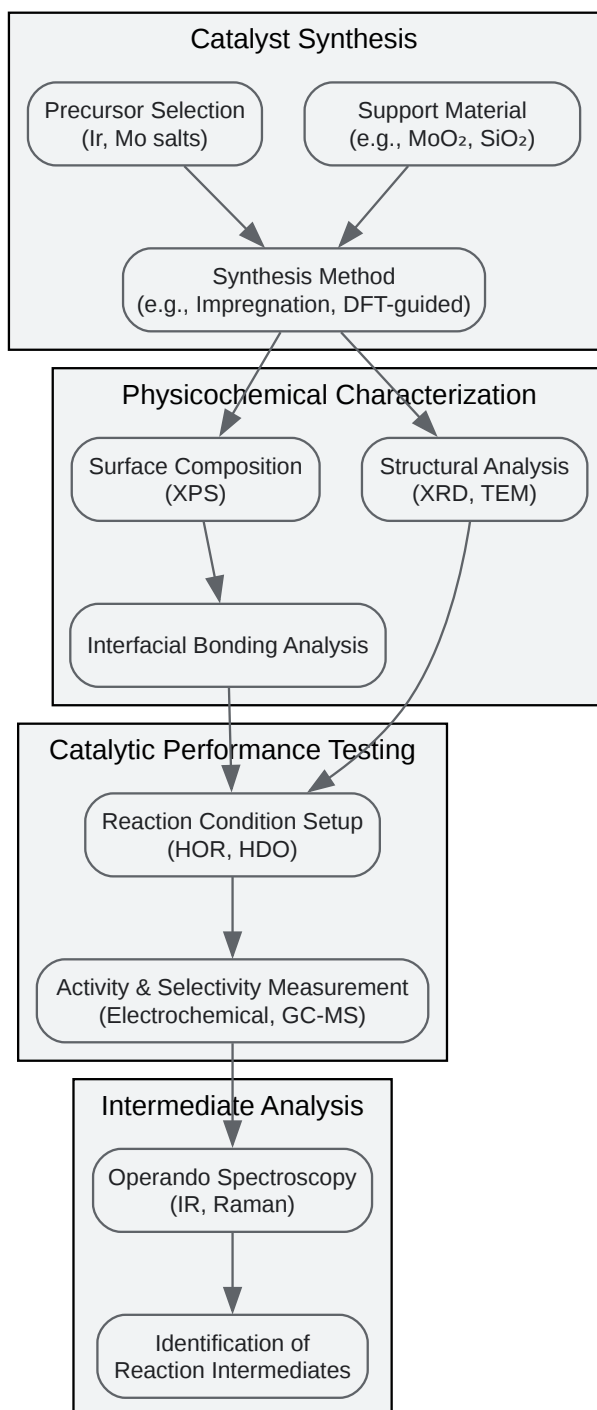 Catalyst Synthesis
Precursor Selection
(Ir, Mo salts)
Support Material
(e.g., MoO₂, SiO₂)
Synthesis Method
(e.g., Impregnation, DFT-guided)
Physicochemical Characterization
Surface Composition
(XPS)
Structural Analysis
(XRD, TEM)
Interfacial Bonding Analysis
Catalytic Performance Testing
Reaction Condition Setup
(HOR, HDO)
Activity & Selectivity Measurement
(Electrochemical, GC-MS)
Intermediate Analysis
Operando Spectroscopy
(IR, Raman)
Identification of
Reaction Intermediates